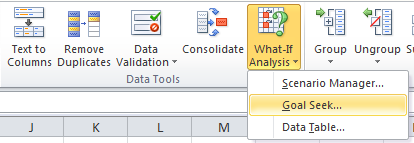 Text to Columns
Remove Duplicates
Data Validation
Consolidate
What-If Analysis
Group
Ungroup
Data Tools
Scenario Manager...
Goal Seek...
Data Table...
J K L M